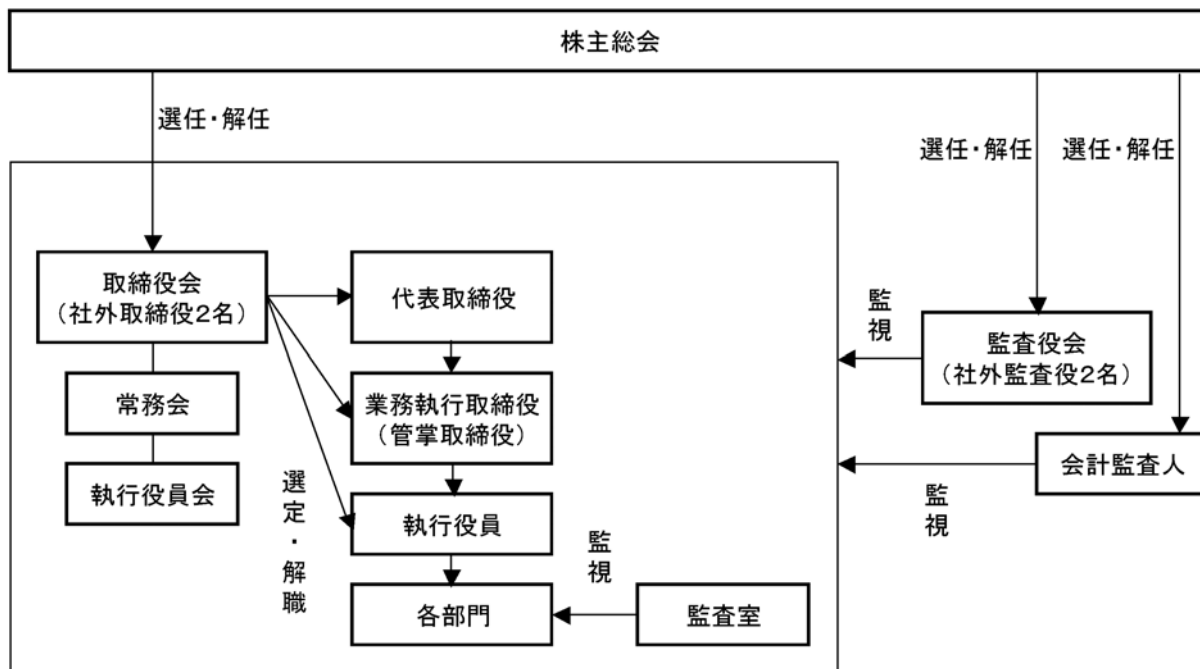 株主総会
選任・解任
選任・解任
選任・解任
取締役会
（社外取締役2名）
代表取締役
監視
監査役会
（社外監査役2名）
常務会
業務執行取締役
（管掌取締役）
会計監査人
監視
執行役員会
選定・解職
執行役員
監視
各部門
監査室